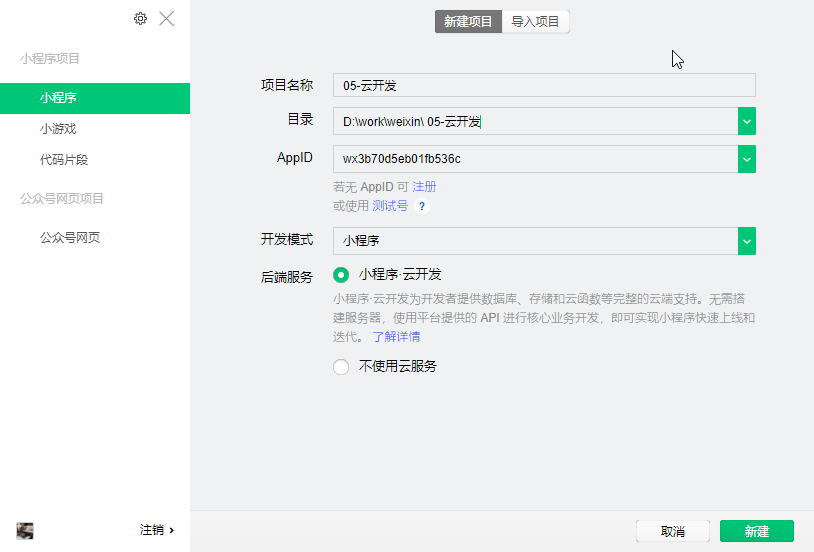 新建项目 导入项目
小程序项目
小程序
小游戏
代码片段
公众号网页项目
公众号网页
注销
项目名称 05-云开发
目录 D:\work\weixin\ 05-云开发
AppID wx3b70d5eb01fb536c
若无 AppID 可 注册
或使用 测试号 ?
开发模式 小程序
后端服务 小程序·云开发
小程序·云开发为开发者提供数据库、存储和云函数等完整的云端支持。无需搭
建服务器，使用平台提供的 API 进行核心业务开发，即可实现小程序快速上线和
迭代。 了解详情
不使用云服务
取消 新建